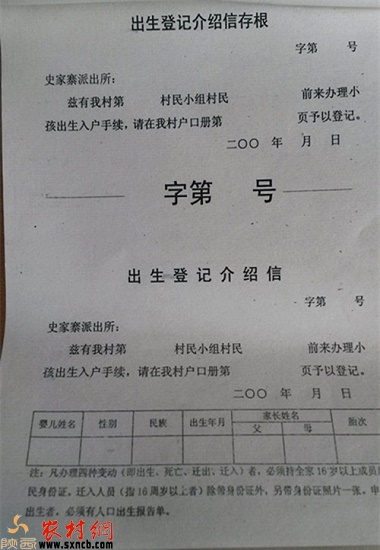 出生登记介绍信存根
字第 号
史家寨派出所：
兹有我村第 村民小组村民 前来办理小
孩出生入户手续，请在我村户口册第 页予以登记。
二〇〇 年 月 日
字第 号
出生登记介绍信
字第 号
史家寨派出所：
兹有我村第 村民小组村民 前来办理小
孩出生入户手续，请在我村户口册第 页予以登记。
二〇〇 年 月 日
婴儿姓名 性别 民族 出生年月 家长姓名 胎次
父 母
注：凡办理四种变动（即出生、死亡、迁出、迁入）者，必须持全家16岁以上成员
民身份证，迁入人员（指16周岁以上者）除带身份证外，另带身份证照片一张，申
出生者，必须有人口出生报告单。
陕西农村网
www.sxncb.com